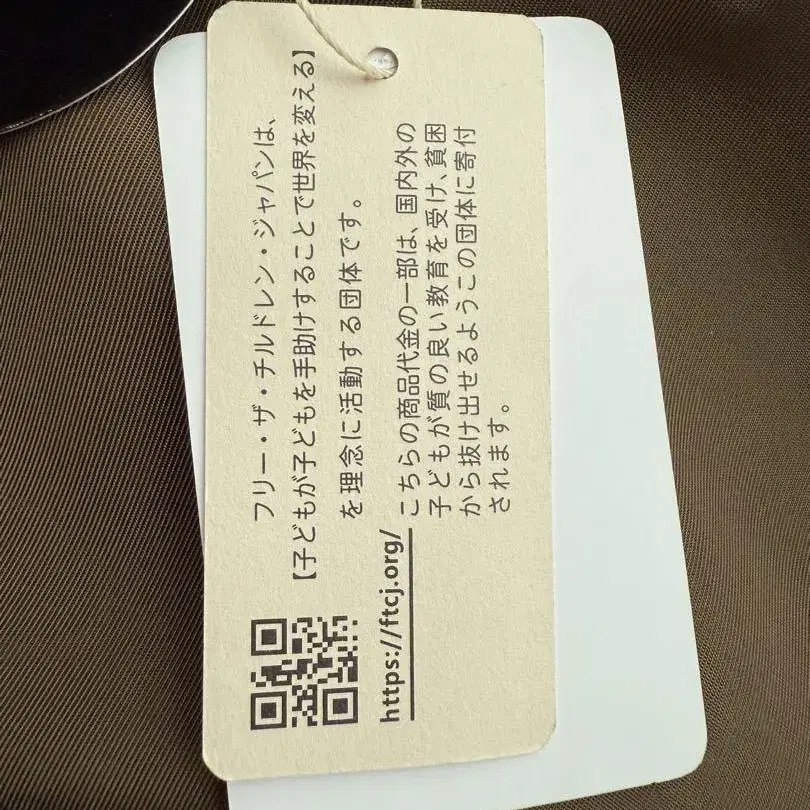 フリー・ザ・チルドレン・ジャパンは、
【子どもが子どもを手助けすることで世界を変える】
を理念に活動する団体です。
こちらの商品代金の一部は、国内外の
子どもが質の良い教育を受け、貧困
から抜け出せるようこの団体に寄付
されます。
https://ftcj.org/